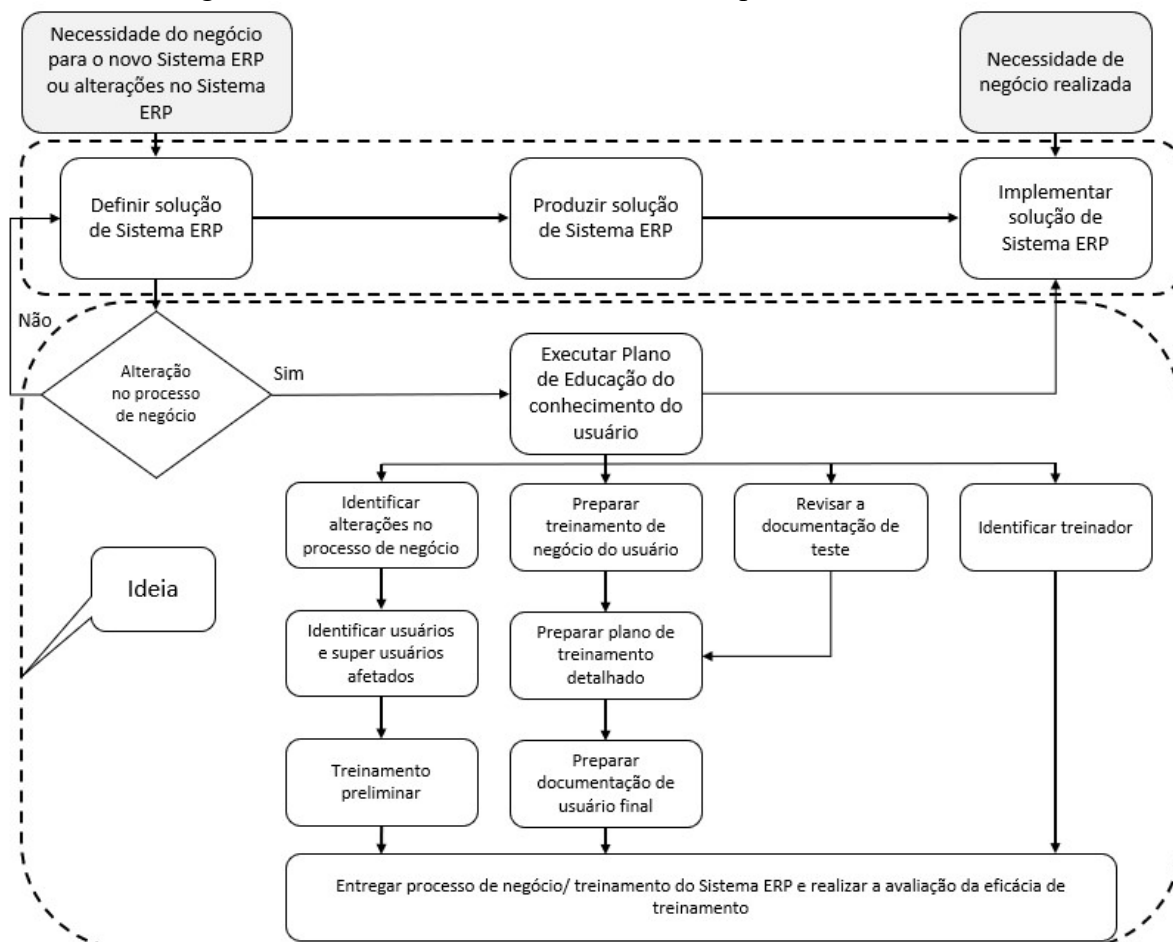 Necessidade do negócio
para o novo Sistema ERP
ou alterações no Sistema
ERP
Necessidade de
negócio realizada
Definir solução
de Sistema ERP
Produzir solução
de Sistema ERP
Implementar
solução de
Sistema ERP
Não
Alteração
no processo
de negócio
Sim
Executar Plano
de Educação do
conhecimento do
usuário
Identificar
alterações no
processo de negócio
Preparar
treinamento de
negócio do usuário
Revisar a
documentação de
teste
Identificar treinador
Ideia
Identificar usuários
e super usuários
afetados
Preparar plano de
treinamento
detalhado
Treinamento
preliminar
Preparar
documentação de
usuário final
Entregar processo de negócio/ treinamento do Sistema ERP e realizar a avaliação da eficácia de
treinamento